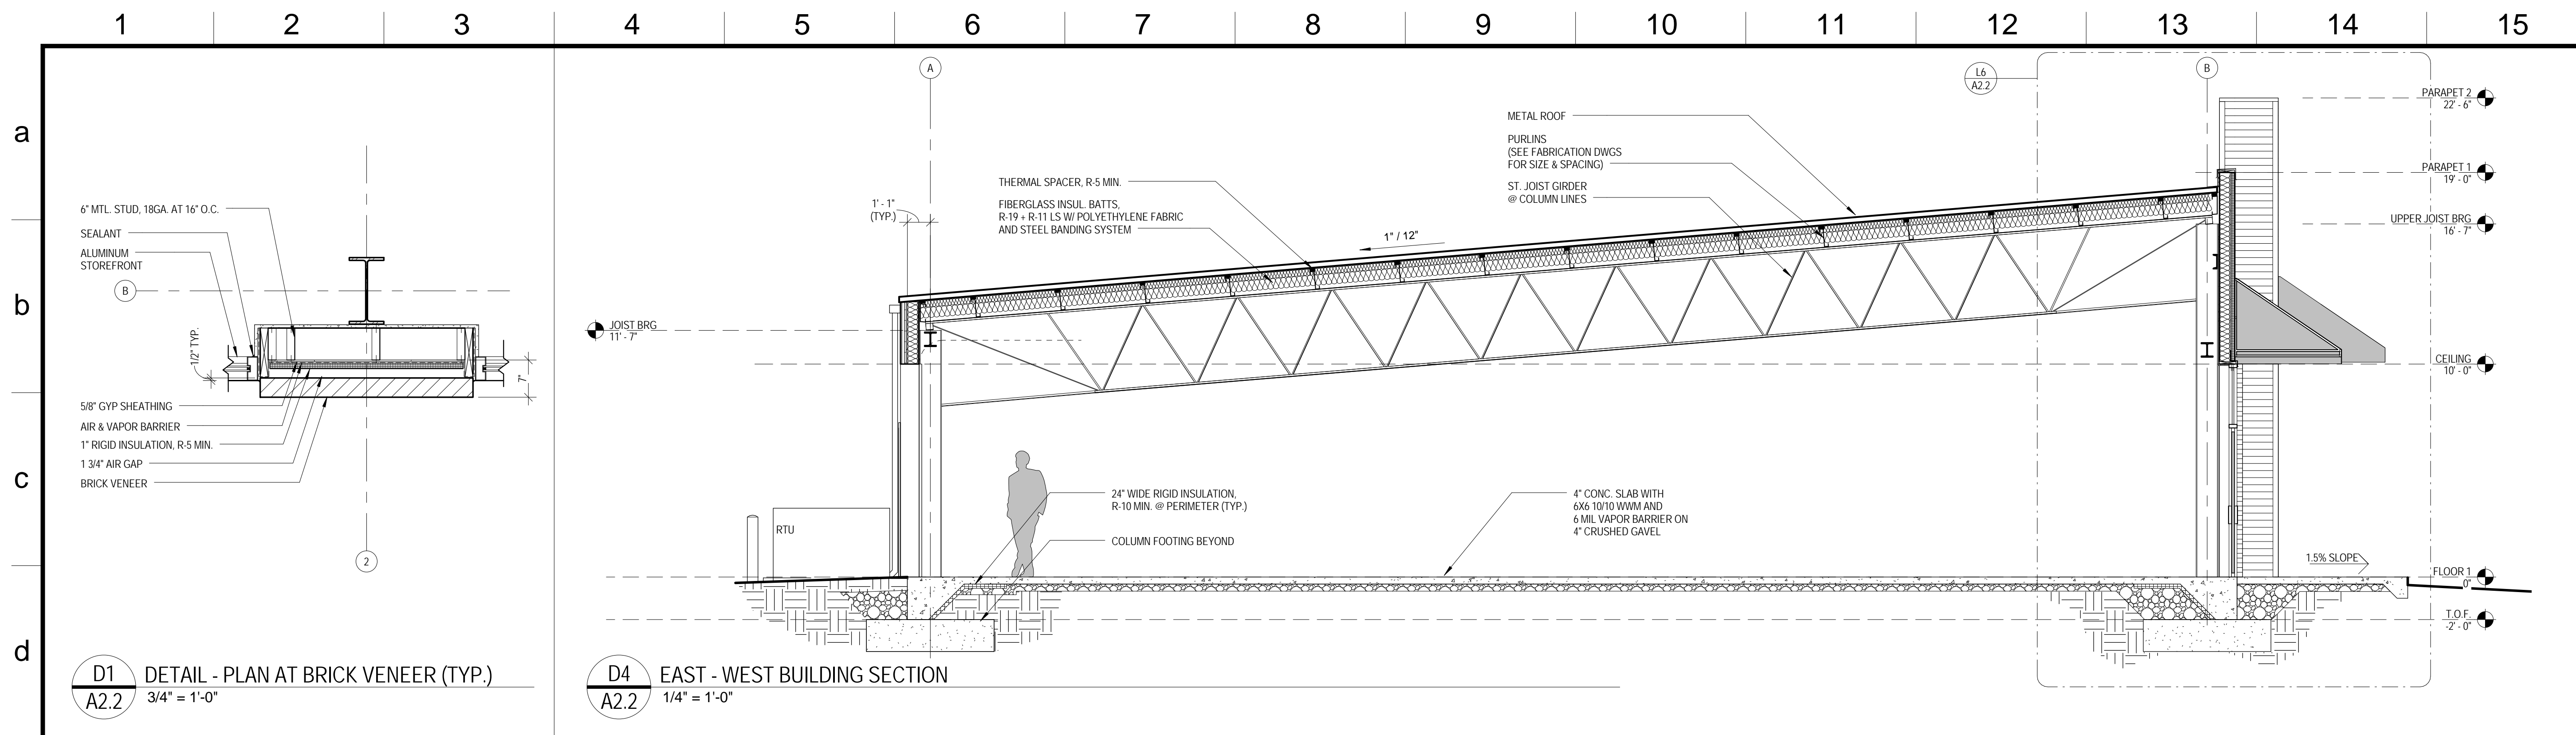 1 2 3 4 5 6 7 8 9 10 11 12 13 14 15
a
b
c
d
6" MTL. STUD, 18GA. AT 16" O.C.
SEALANT
ALUMINUM
STOREFRONT
B
1/2" TYP.
7"
5/8" GYP SHEATHING
AIR & VAPOR BARRIER
1" RIGID INSULATION, R-5 MIN.
1 3/4" AIR GAP
BRICK VENEER
2
D1
A2.2
DETAIL - PLAN AT BRICK VENEER (TYP.)
3/4" = 1'-0"
A
L6
A2.2
B
PARAPET 2
22' - 6"
METAL ROOF
PURLINS
(SEE FABRICATION DWGS
FOR SIZE & SPACING)
PARAPET 1
19' - 0"
THERMAL SPACER, R-5 MIN.
ST. JOIST GIRDER
@ COLUMN LINES
1' - 1"
(TYP.)
FIBERGLASS INSUL. BATTS,
R-19 + R-11 LS W/ POLYETHYLENE FABRIC
AND STEEL BANDING SYSTEM
UPPER JOIST BRG
16' - 7"
1" / 12"
JOIST BRG
11' - 7"
CEILING
10' - 0"
24" WIDE RIGID INSULATION,
R-10 MIN. @ PERIMETER (TYP.)
4" CONC. SLAB WITH
6X6 10/10 WWM AND
6 MIL VAPOR BARRIER ON
4" CRUSHED GAVEL
RTU
COLUMN FOOTING BEYOND
1.5% SLOPE
FLOOR 1
0"
T.O.F.
-2' - 0"
D4
A2.2
EAST - WEST BUILDING SECTION
1/4" = 1'-0"